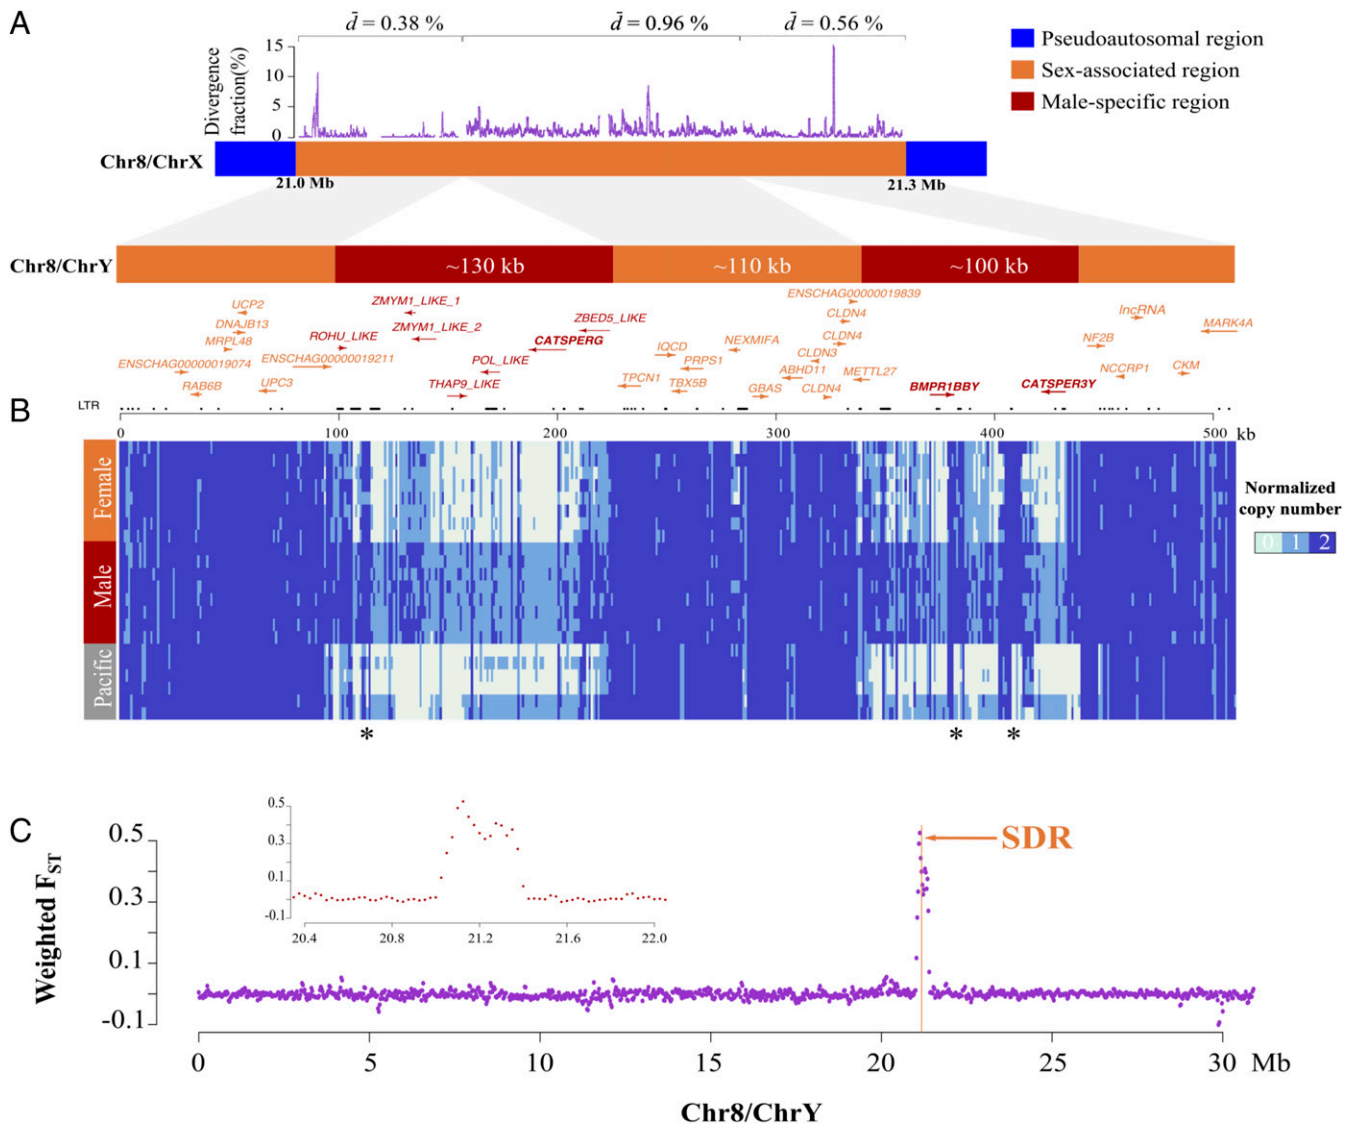 A
d̄ = 0.38 %
d̄ = 0.96 %
d̄ = 0.56 %
Divergence
fraction(%)
15
10
5
0
Pseudoautosomal region
Sex-associated region
Male-specific region
Chr8/ChrX
21.0 Mb
21.3 Mb
Chr8/ChrY
~130 kb
~110 kb
~100 kb
ENSCHAG00000019839
UCP2
ZMYM1_LIKE_1
CLDN4
lncRNA
DNAJB13
ZMYM1_LIKE_2
ZBED5_LIKE
MARK4A
MRPL48
ROHU_LIKE
CATSPERG
IQCD
NEXMIFA
CLDN4
NF2B
ENSCHAG00000019074
ENSCHAG00000019211
POL_LIKE
PRPS1
CLDN3
ABHD11
METTL27
NCCRP1
CKM
RAB6B
UPC3
THAP9_LIKE
TPCN1
TBX5B
GBAS
CLDN4
BMPR1BBY
CATSPER3Y
B
LTR
0 100 200 300 400 500 kb
Female
Male
Pacific
Normalized
copy number
0 1 2
* * *
C
Weighted FST
0.5
0.3
0.1
-0.1
0.5
0.3
0.1
-0.1
20.4 20.8 21.2 21.6 22.0
SDR
0 5 10 15 20 25 30 Mb
Chr8/ChrY